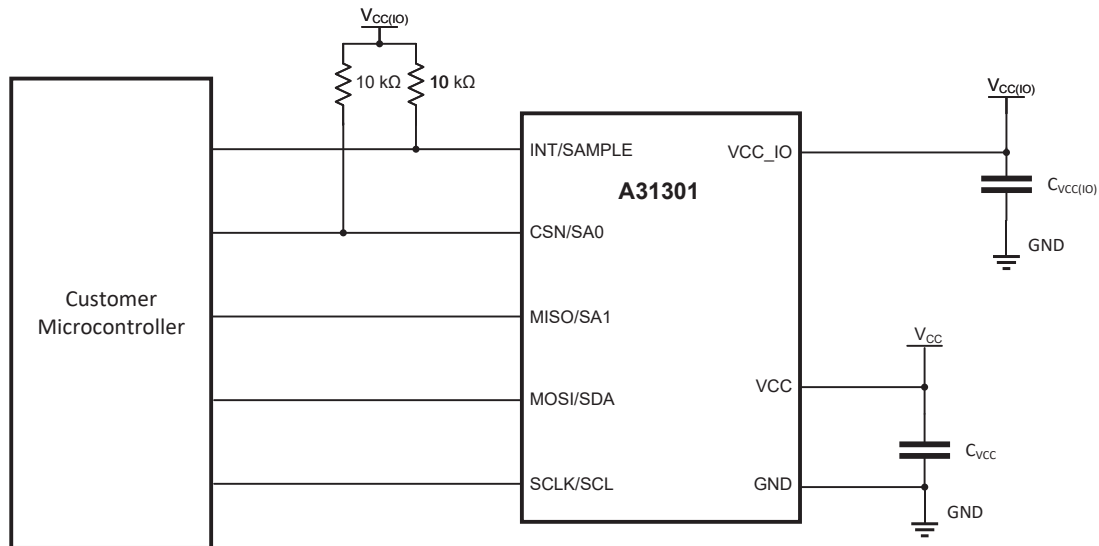 VCC(IO)
10 kΩ
10 kΩ
VCC(IO)
INT/SAMPLE
VCC_IO
A31301
CVCC(IO)
CSN/SA0
GND
Customer
Microcontroller
MISO/SA1
VCC
VCC
MOSI/SDA
CVCC
SCLK/SCL
GND
GND